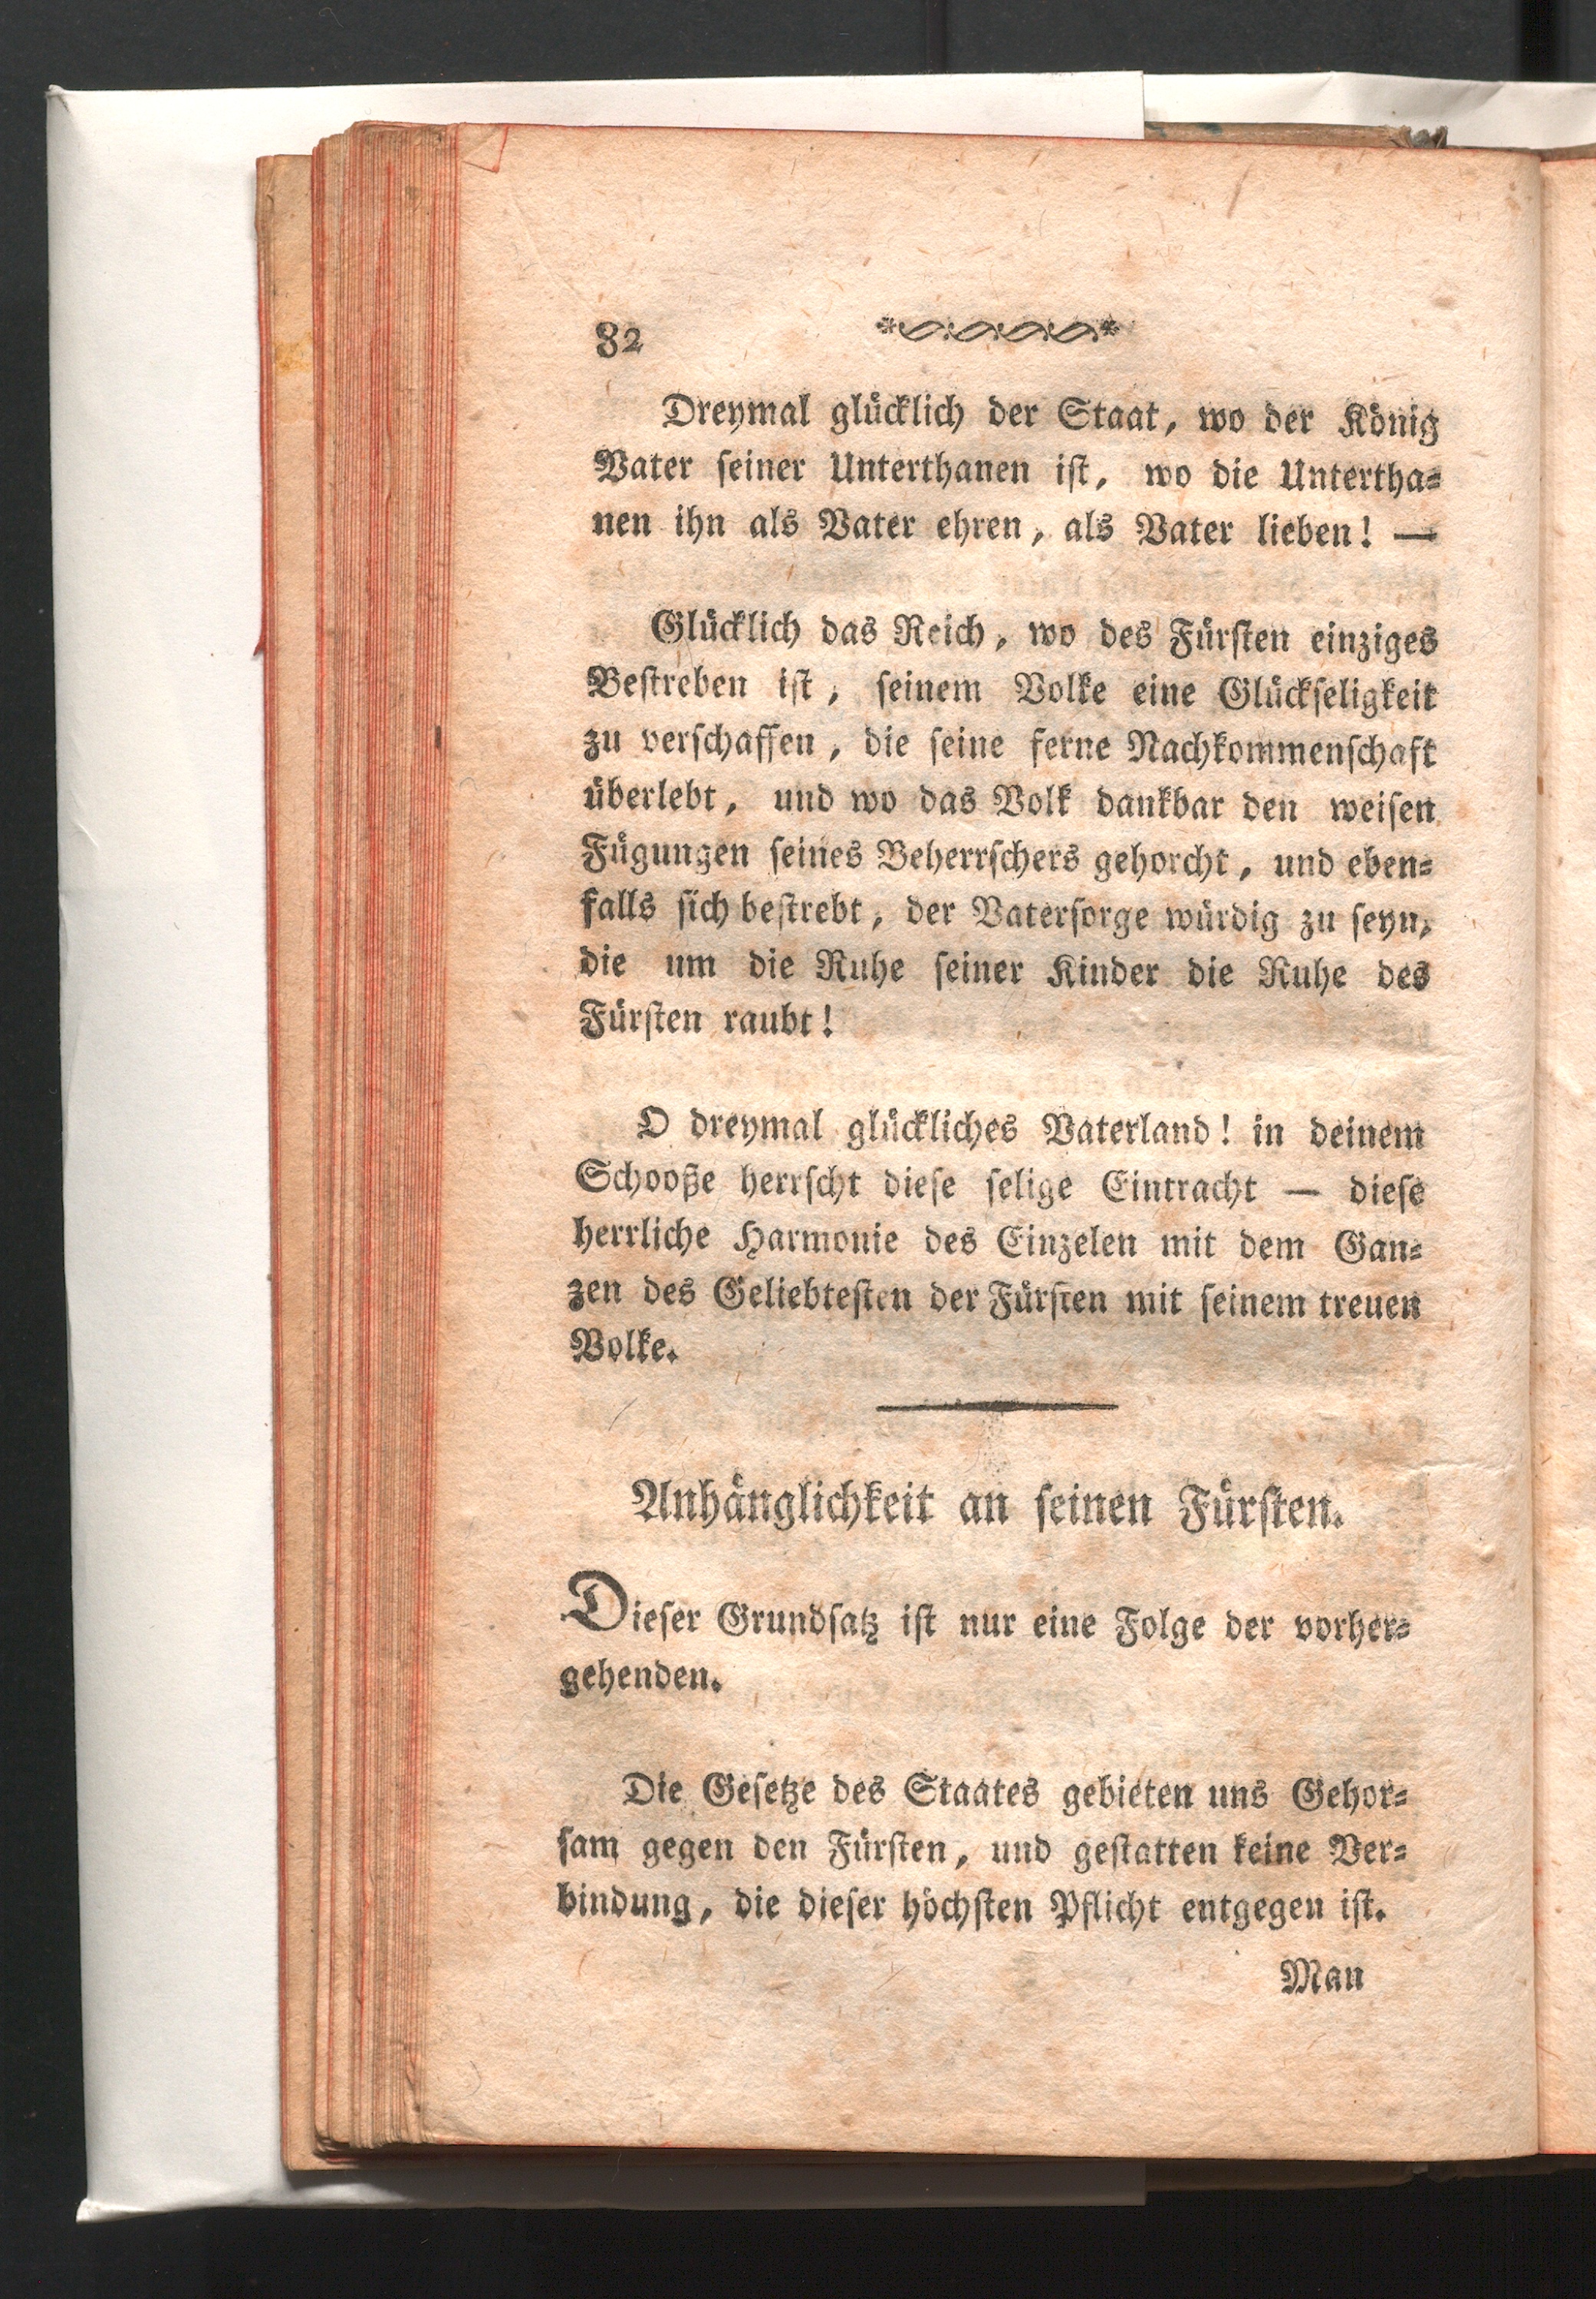 82
Dreymal glücklich der Staat, wo der König
Vater seiner Unterthanen ist, wo die Untertha⸗
nen ihn als Vater ehren, als Vater lieben! —
Glücklich das Reich, wo des Fürsten einziges
Bestreben ist, seinem Volke eine Glückseligkeit
zu verschaffen, die seine ferne Nachkommenschaft
überlebt, und wo das Volk dankbar den weisen
Fügungen seines Beherrschers gehorcht, und eben⸗
falls sich bestrebt, der Vatersorge würdig zu seyn,
die um die Ruhe seiner Kinder die Ruhe des
Fürsten raubt!
O dreymal glückliches Vaterland! in deinem
Schooße herrscht diese selige Eintracht — diese
herrliche Harmonie des Einzelen mit dem Gan⸗
zen des Geliebtesten der Fürsten mit seinem treuen
Volke.
Anhänglichkeit an seinen Fürsten.
Dieser Grundsatz ist nur eine Folge der vorher⸗
gehenden.
Die Gesetze des Staates gebieten uns Gehor⸗
sam gegen den Fürsten, und gestatten keine Ver⸗
bindung, die dieser höchsten Pflicht entgegen ist.
Man